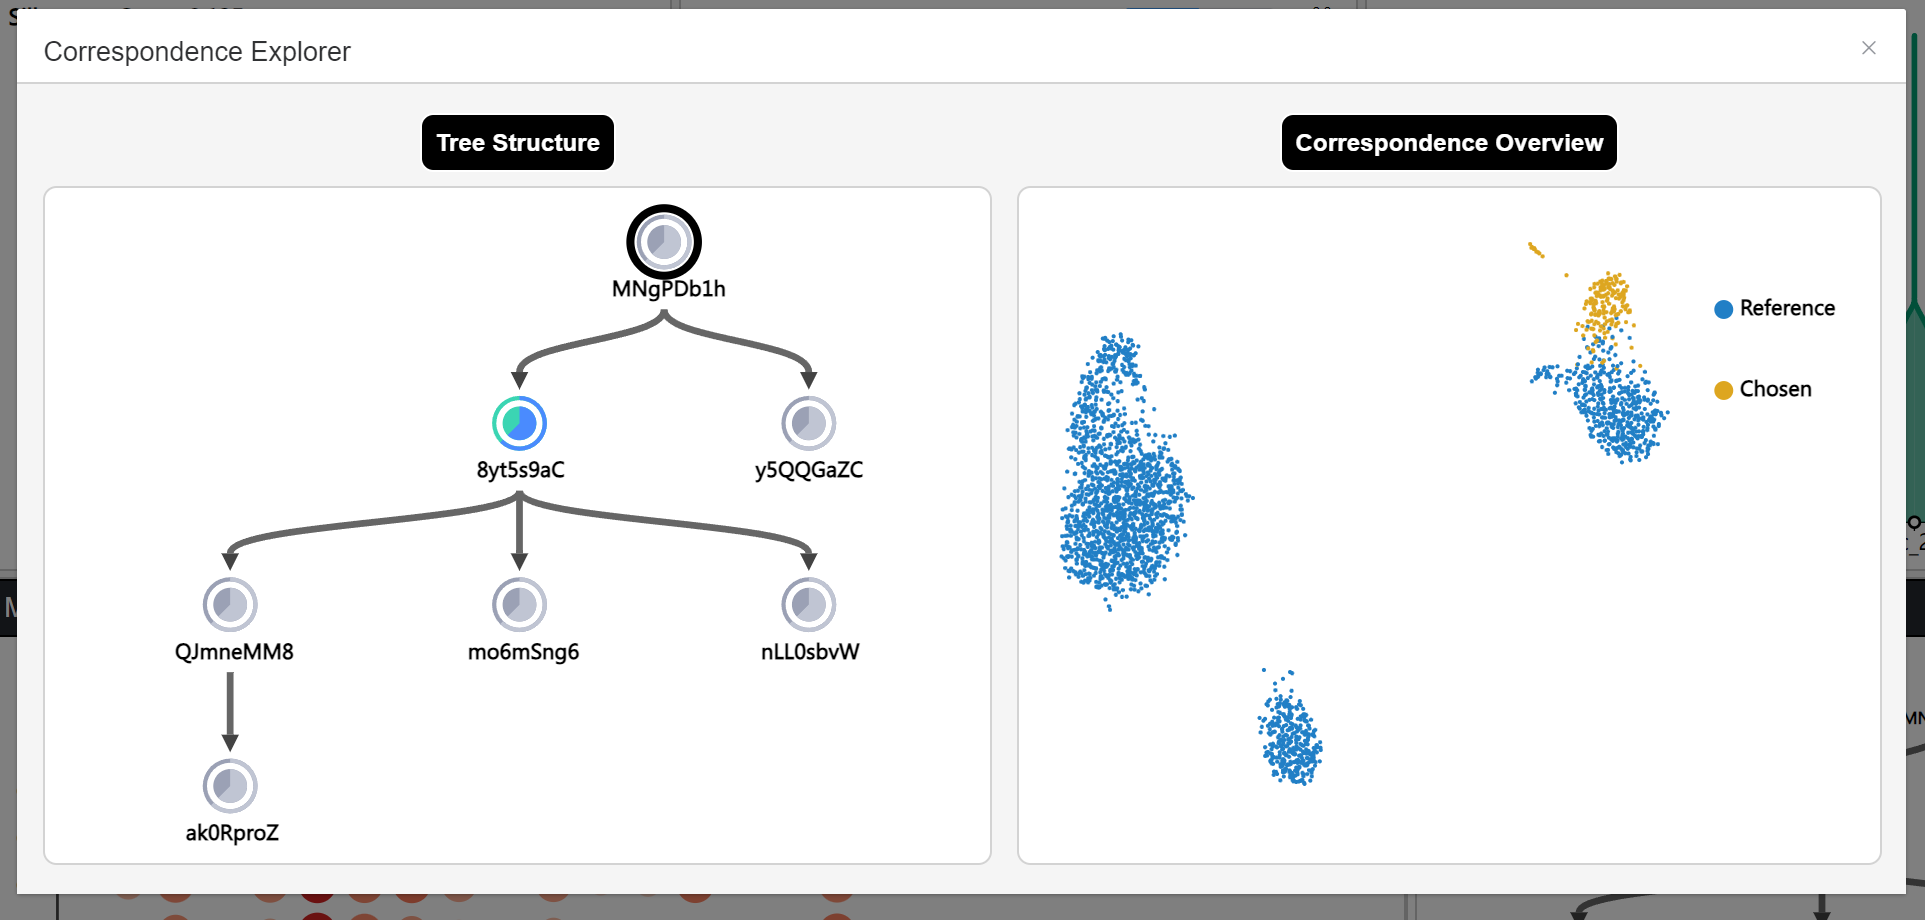 Correspondence Explorer
Tree Structure
Correspondence Overview
MNgPDb1h
8yt5s9aC
y5QQGaZC
QJmneMM8
mo6mSng6
nLL0sbvW
ak0RproZ
Reference
Chosen